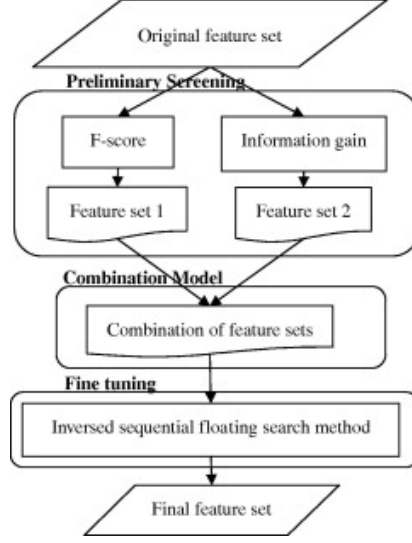 Original feature set
Preliminary Screening
F-score
Information gain
Feature set 1
Feature set 2
Combination Model
Combination of feature sets
Fine tuning
Inversed sequential floating search method
Final feature set